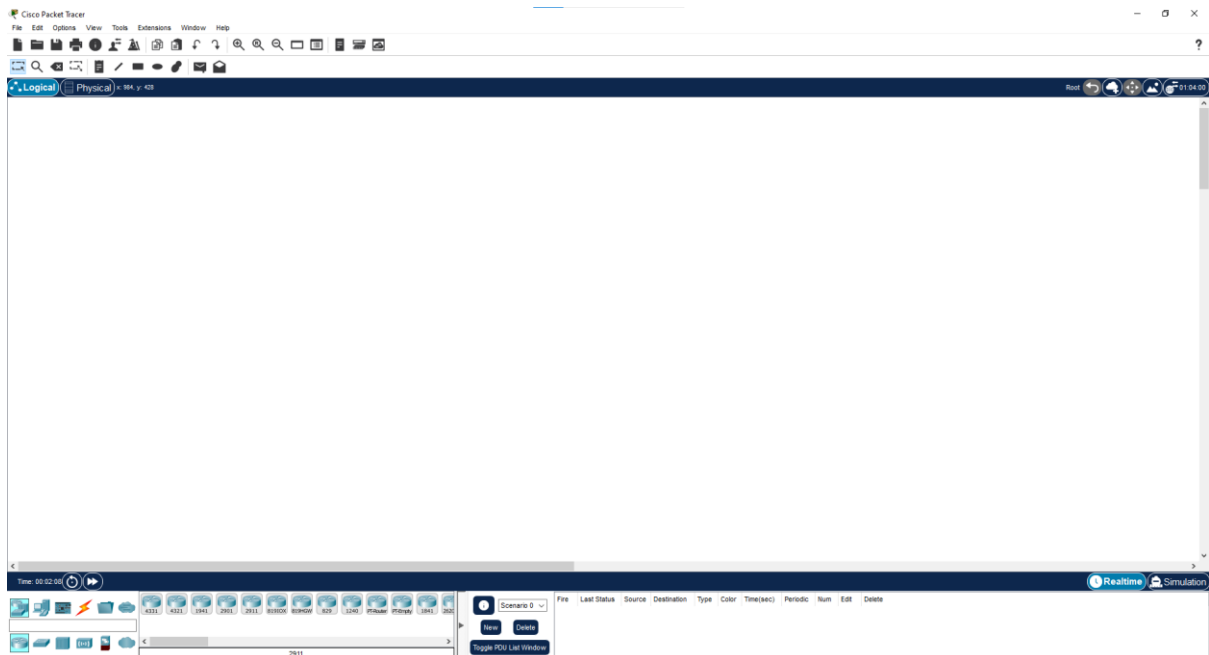 Cisco Packet Tracer
File Edit Options View Tools Extensions Window Help
?
Logical Physical x: 984, y: 428 Root 01:04:00
Time: 00:02:08 Realtime Simulation
4331 4321 1941 2901 2911 819IOX 819HGW 829 1240 PT-Router PT-Empty 1841
Scenario 0
Fire Last Status Source Destination Type Color Time(sec) Periodic Num Edit Delete
New Delete
Toggle PDU List Window
2911